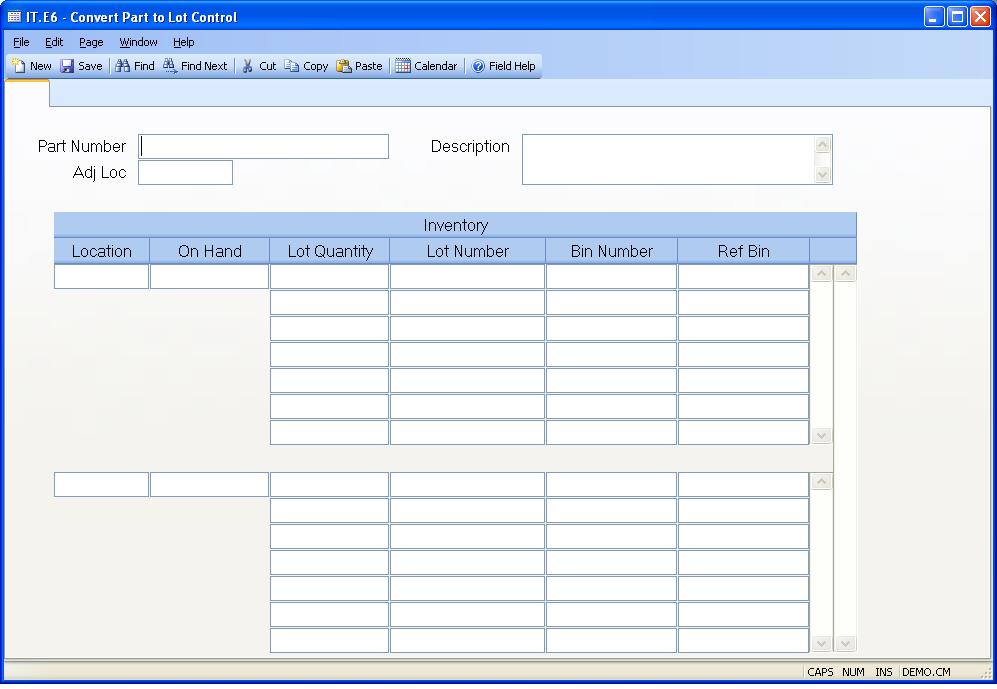 IT.E6 - Convert Part to Lot Control
File Edit Page Window Help
New Save Find Find Next Cut Copy Paste Calendar Field Help
Part Number Description
Adj Loc
Inventory
Location On Hand Lot Quantity Lot Number Bin Number Ref Bin
CAPS NUM INS DEMO.CM